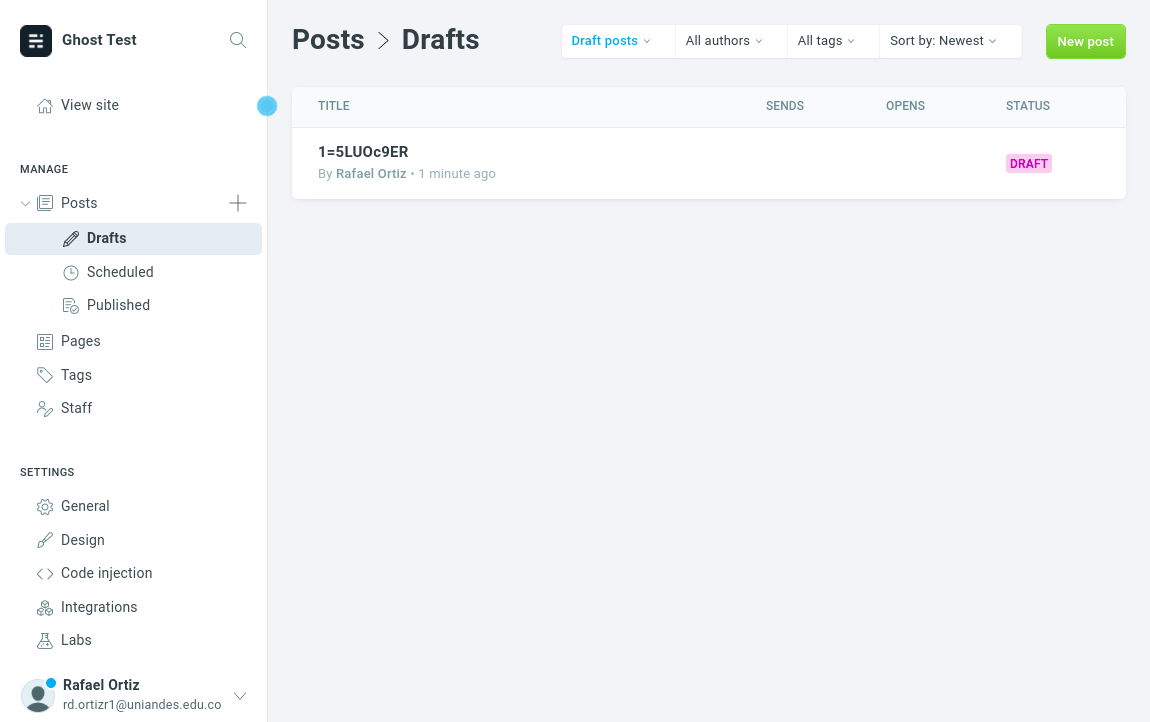 Ghost Test
View site
MANAGE
Posts
Drafts
Scheduled
Published
Pages
Tags
Staff
SETTINGS
General
Design
Code injection
Integrations
Labs
Rafael Ortiz
rd.ortizr1@uniandes.edu.co
Posts > Drafts
Draft posts All authors All tags Sort by: Newest New post
TITLE SENDS OPENS STATUS
1=5LUOc9ER
By Rafael Ortiz • 1 minute ago
DRAFT